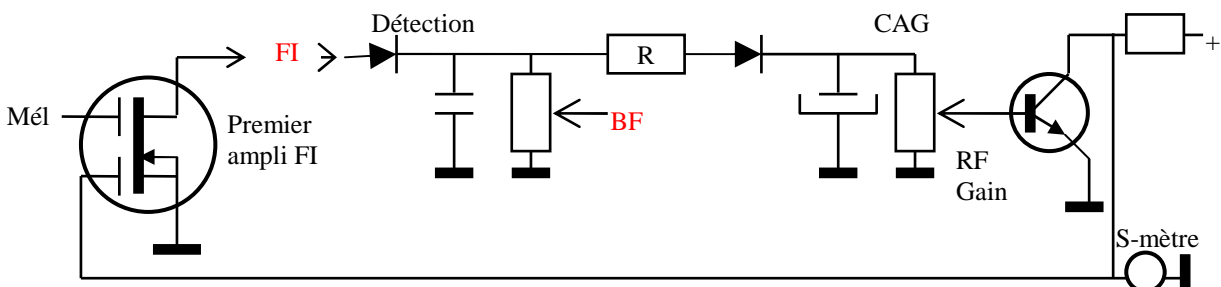 Détection
CAG
FI
R
+
Mél
Premier
ampli FI
BF
RF
Gain
S-mètre